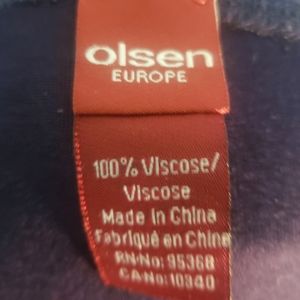 olsen
EUROPE
100% Viscose/
Viscose
Made in China
Fabriqué en Chine
RN-No: 95368
CA-No: 10340